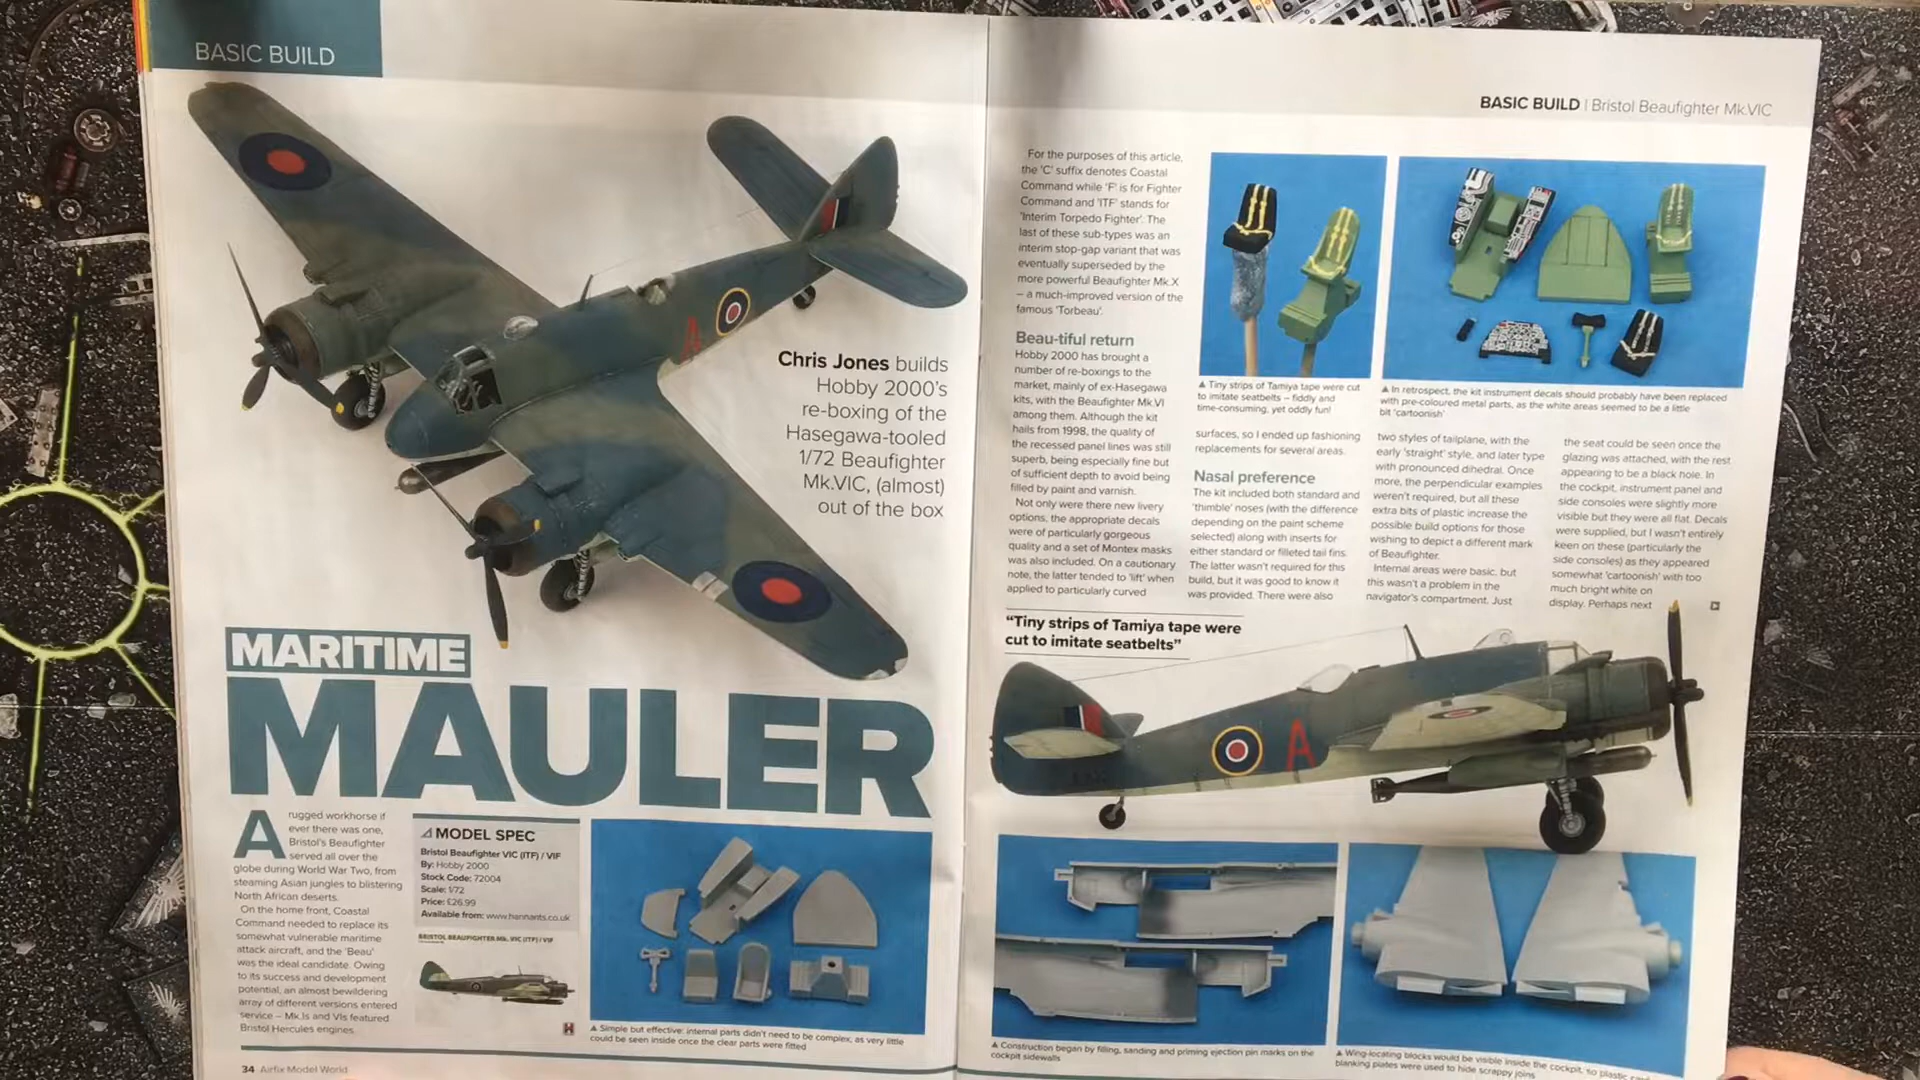 BASIC BUILD
Chris Jones builds
Hobby 2000's
re-boxing of the
Hasegawa-tooled
1/72 Beaufighter
Mk.VIC, (almost)
out of the box
MARITIME
MAULER
A rugged workhorse if
ever there was one,
Bristol's Beaufighter
served all over the
globe during World War Two, from
steaming Asian jungles to blistering
North African deserts.
On the home front, Coastal
Command needed to replace its
somewhat vulnerable maritime
attack aircraft, and the 'Beau'
was the ideal candidate. Owing
to its success and development
potential, an almost bewildering
array of different versions entered
service – Mk.Is and VIs featured
Bristol Hercules engines.
MODEL SPEC
Bristol Beaufighter VIC (ITF) / VIF
By: Hobby 2000
Stock Code: 72004
Scale: 1/72
Price: £26.99
Available from: www.hannants.co.uk
BRISTOL BEAUFIGHTER Mk. VIC (ITF) / VIF
Simple but effective: internal parts didn't need to be complex, as very little
could be seen inside once the clear parts were fitted
34 Airfix Model World
BASIC BUILD | Bristol Beaufighter Mk.VIC
For the purposes of this article,
the 'C' suffix denotes Coastal
Command while 'F' is for Fighter
Command and 'ITF' stands for
'Interim Torpedo Fighter'. The
last of these sub-types was an
interim stop-gap variant that was
eventually superseded by the
more powerful Beaufighter Mk.X
– a much-improved version of the
famous 'Torbeau'.
Beau-tiful return
Hobby 2000 has brought a
number of re-boxings to the
market, mainly of ex-Hasegawa
kits, with the Beaufighter Mk.VI
among them. Although the kit
hails from 1998, the quality of
the recessed panel lines was still
superb, being especially fine but
of sufficient depth to avoid being
filled by paint and varnish.
Not only were there new livery
options, the appropriate decals
were of particularly gorgeous
quality and a set of Montex masks
was also included. On a cautionary
note, the latter tended to 'lift' when
applied to particularly curved
Tiny strips of Tamiya tape were cut
to imitate seatbelts – fiddly and
time-consuming, yet oddly fun!
In retrospect, the kit instrument decals should probably have been replaced
with pre-coloured metal parts, as the white areas seemed to be a little
bit 'cartoonish'
surfaces, so I ended up fashioning
replacements for several areas.
Nasal preference
The kit included both standard and
'thimble' noses (with the difference
depending on the paint scheme
selected) along with inserts for
either standard or filleted tail fins.
The latter wasn't required for this
build, but it was good to know it
was provided. There were also
two styles of tailplane, with the
early 'straight' style, and later type
with pronounced dihedral. Once
more, the perpendicular examples
weren't required, but all these
extra bits of plastic increase the
possible build options for those
wishing to depict a different mark
of Beaufighter.
Internal areas were basic, but
this wasn't a problem in the
navigator's compartment. Just
the seat could be seen once the
glazing was attached, with the rest
appearing to be a black hole. In
the cockpit, instrument panel and
side consoles were slightly more
visible but they were all flat. Decals
were supplied, but I wasn't entirely
keen on these (particularly the
side consoles) as they appeared
somewhat 'cartoonish' with too
much bright white on
display. Perhaps next
"Tiny strips of Tamiya tape were
cut to imitate seatbelts"
A
Construction began by filling, sanding and priming ejection pin marks on the
cockpit sidewalls
Wing-locating blocks would be visible inside the cockpit, so plastic
blanking plates were used to hide scrappy joins